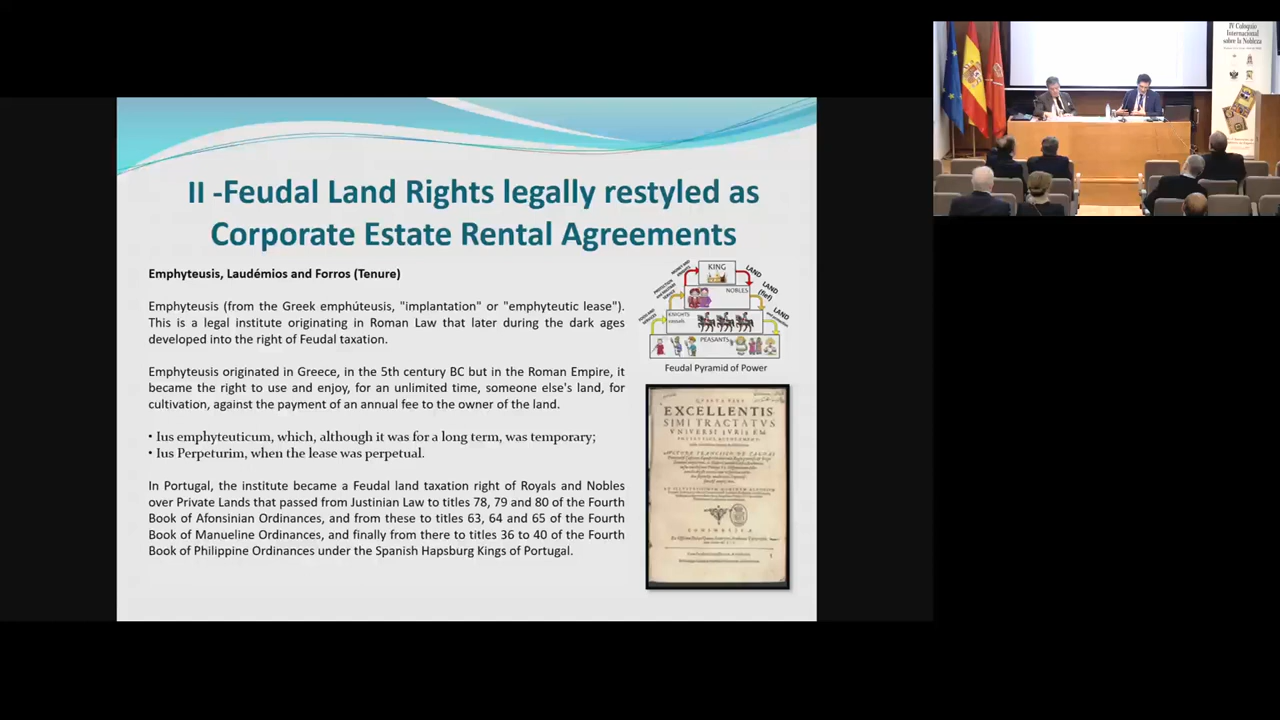 II -Feudal Land Rights legally restyled as
Corporate Estate Rental Agreements
Emphyteusis, Laudémios and Forros (Tenure)
Emphyteusis (from the Greek emphúteusis, "implantation" or "emphyteutic lease").
This is a legal institute originating in Roman Law that later during the dark ages
developed into the right of Feudal taxation.
Emphyteusis originated in Greece, in the 5th century BC but in the Roman Empire, it
became the right to use and enjoy, for an unlimited time, someone else's land, for
cultivation, against the payment of an annual fee to the owner of the land.
• Ius emphyteuticum, which, although it was for a long term, was temporary;
• Ius Perpeturim, when the lease was perpetual.
In Portugal, the institute became a Feudal land taxation right of Royals and Nobles
over Private Lands that passed from Justinian Law to titles 78, 79 and 80 of the Fourth
Book of Afonsinian Ordinances, and from these to titles 63, 64 and 65 of the Fourth
Book of Manueline Ordinances, and finally from there to titles 36 to 40 of the Fourth
Book of Philippine Ordinances under the Spanish Hapsburg Kings of Portugal.
KING
LAND
NOBLES
LAND
(fief)
KNIGHTS
vassals
LAND
PEASANTS
Feudal Pyramid of Power
EXCELLENTIS
SIMI TRACTATVS
VNIVERSI IVRIS EM
IV Coloquio
Internacional
sobre la Nobleza